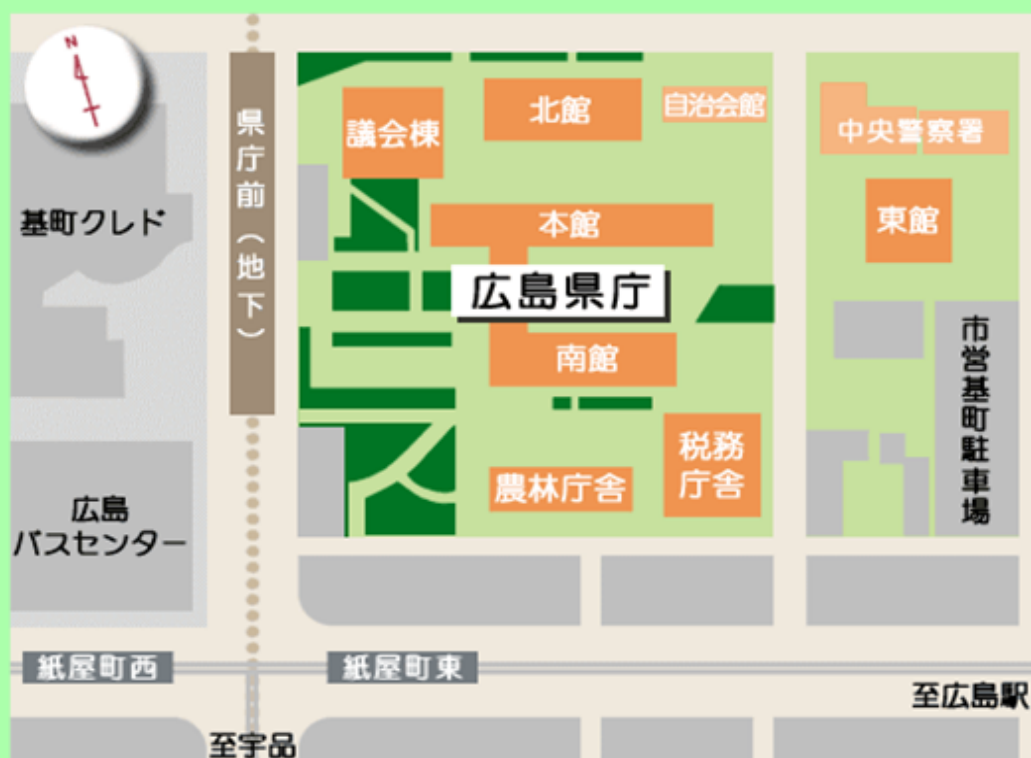 N
県庁前（地下）
議会棟
北館
自治会館
中央警察署
基町クレド
本館
東館
広島県庁
南館
市営基町駐車場
税務
庁舎
農林庁舎
広島
バスセンター
紙屋町西
紙屋町東
至広島駅
至宇品